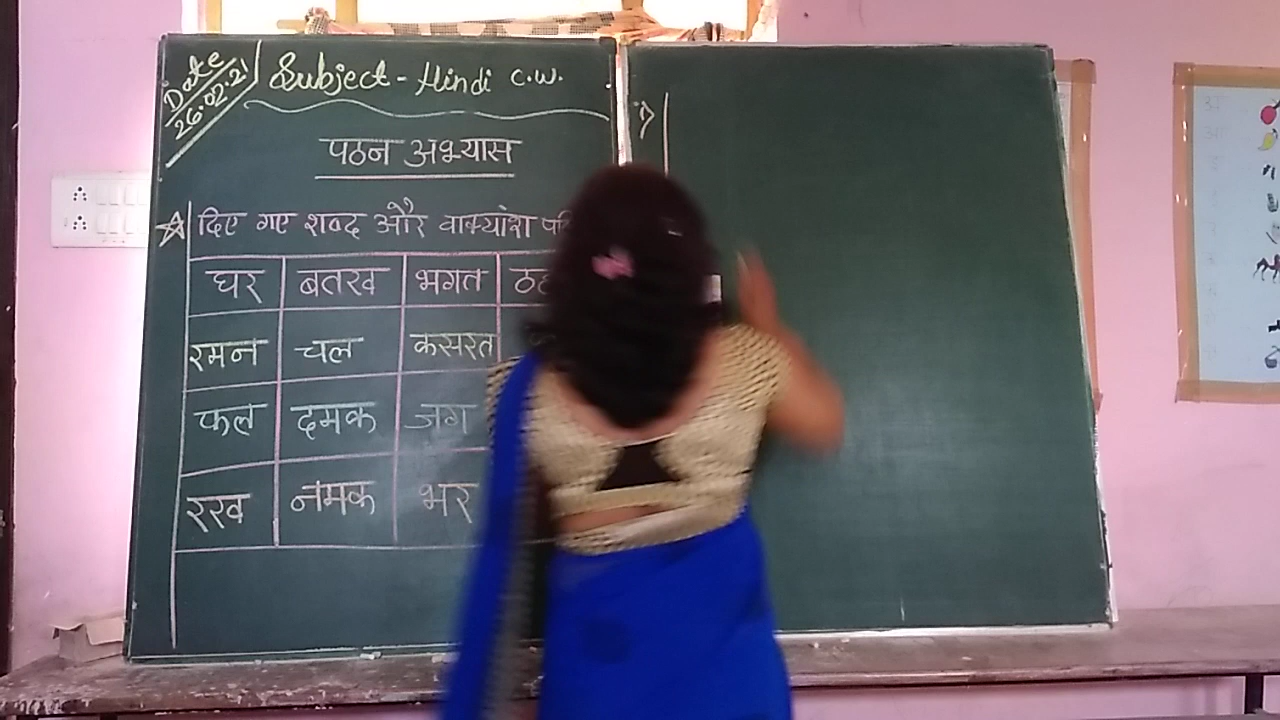 Date
26.02.21
Subject - Hindi C.W.
पठन अभ्यास
दिए गए शब्द और वाक्यांश
घर बतख भगत
रमन चल कसरत
फल दमक जग
रख नमक भर